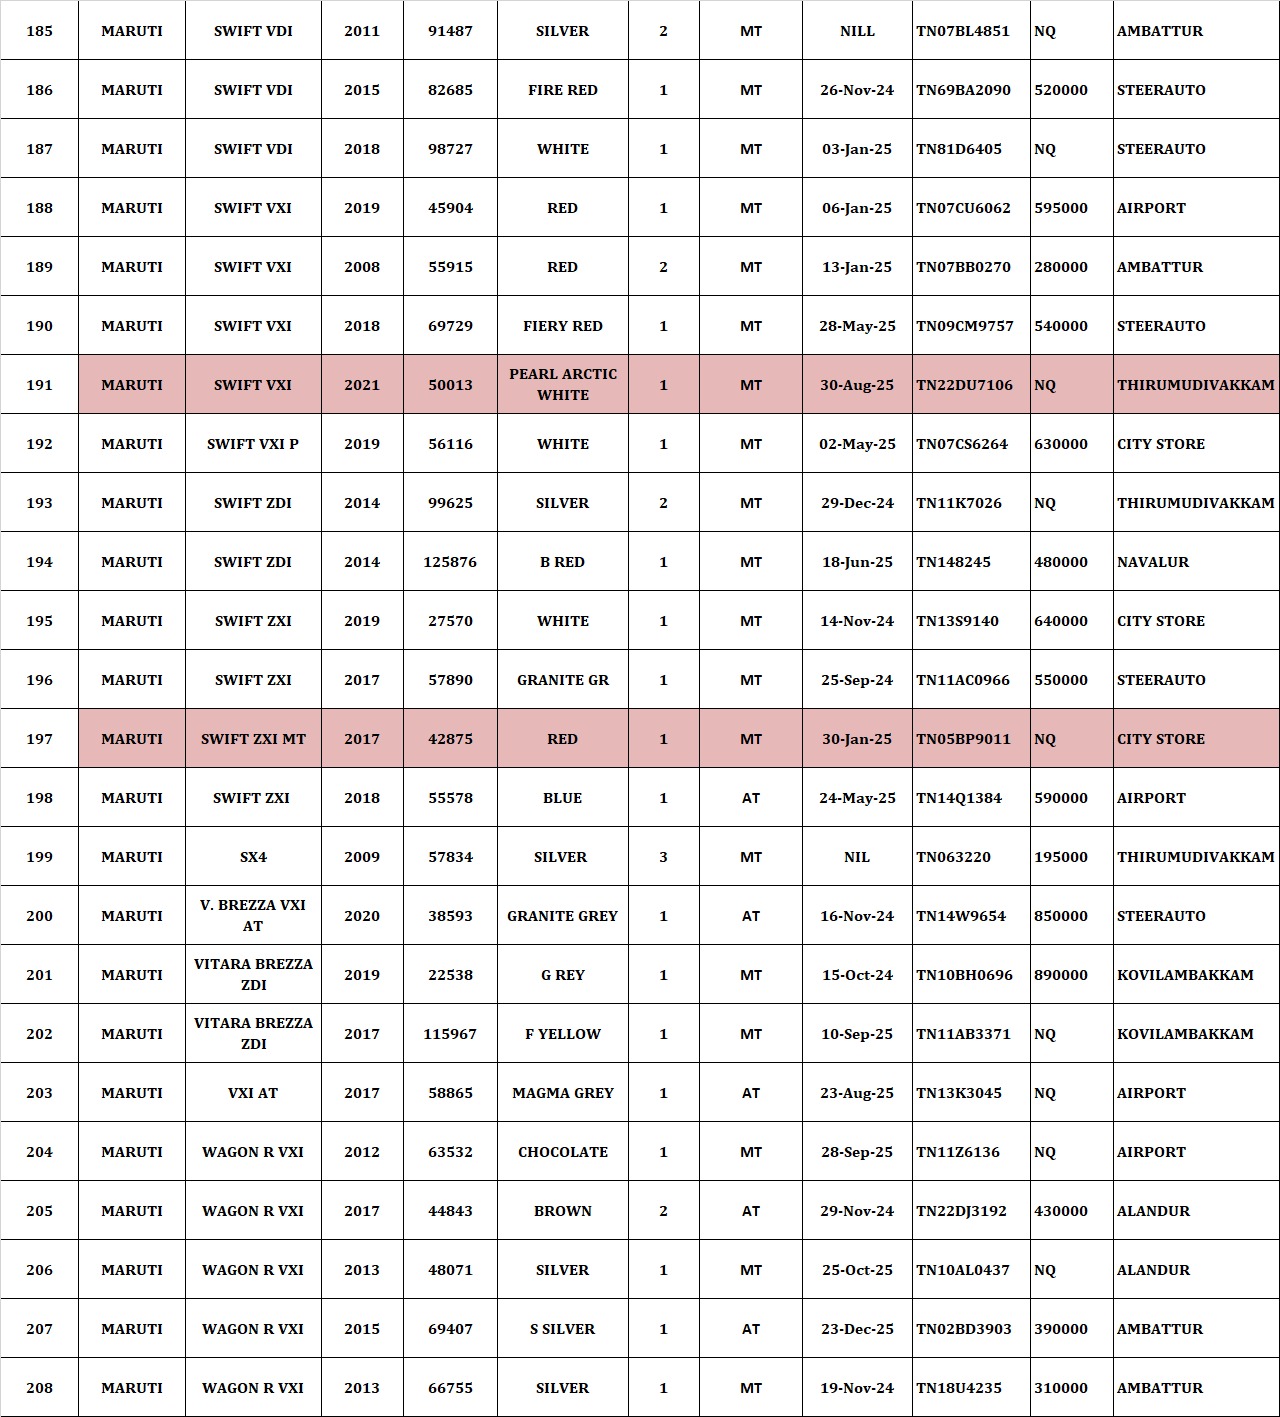 185 MARUTI SWIFT VDI 2011 91487 SILVER 2 MT NILL TN07BL4851 NQ AMBATTUR
186 MARUTI SWIFT VDI 2015 82685 FIRE RED 1 MT 26-Nov-24 TN69BA2090 520000 STEERAUTO
187 MARUTI SWIFT VDI 2018 98727 WHITE 1 MT 03-Jan-25 TN81D6405 NQ STEERAUTO
188 MARUTI SWIFT VXI 2019 45904 RED 1 MT 06-Jan-25 TN07CU6062 595000 AIRPORT
189 MARUTI SWIFT VXI 2008 55915 RED 2 MT 13-Jan-25 TN07BB0270 280000 AMBATTUR
190 MARUTI SWIFT VXI 2018 69729 FIERY RED 1 MT 28-May-25 TN09CM9757 540000 STEERAUTO
191 MARUTI SWIFT VXI 2021 50013 PEARL ARCTIC WHITE 1 MT 30-Aug-25 TN22DU7106 NQ THIRUMUDIVAKKAM
192 MARUTI SWIFT VXI P 2019 56116 WHITE 1 MT 02-May-25 TN07CS6264 630000 CITY STORE
193 MARUTI SWIFT ZDI 2014 99625 SILVER 2 MT 29-Dec-24 TN11K7026 NQ THIRUMUDIVAKKAM
194 MARUTI SWIFT ZDI 2014 125876 B RED 1 MT 18-Jun-25 TN148245 480000 NAVALUR
195 MARUTI SWIFT ZXI 2019 27570 WHITE 1 MT 14-Nov-24 TN13S9140 640000 CITY STORE
196 MARUTI SWIFT ZXI 2017 57890 GRANITE GR 1 MT 25-Sep-24 TN11AC0966 550000 STEERAUTO
197 MARUTI SWIFT ZXI MT 2017 42875 RED 1 MT 30-Jan-25 TN05BP9011 NQ CITY STORE
198 MARUTI SWIFT ZXI 2018 55578 BLUE 1 AT 24-May-25 TN14Q1384 590000 AIRPORT
199 MARUTI SX4 2009 57834 SILVER 3 MT NIL TN063220 195000 THIRUMUDIVAKKAM
200 MARUTI V. BREZZA VXI AT 2020 38593 GRANITE GREY 1 AT 16-Nov-24 TN14W9654 850000 STEERAUTO
201 MARUTI VITARA BREZZA ZDI 2019 22538 G REY 1 MT 15-Oct-24 TN10BH0696 890000 KOVILAMBAKKAM
202 MARUTI VITARA BREZZA ZDI 2017 115967 F YELLOW 1 MT 10-Sep-25 TN11AB3371 NQ KOVILAMBAKKAM
203 MARUTI VXI AT 2017 58865 MAGMA GREY 1 AT 23-Aug-25 TN13K3045 NQ AIRPORT
204 MARUTI WAGON R VXI 2012 63532 CHOCOLATE 1 MT 28-Sep-25 TN11Z6136 NQ AIRPORT
205 MARUTI WAGON R VXI 2017 44843 BROWN 2 AT 29-Nov-24 TN22DJ3192 430000 ALANDUR
206 MARUTI WAGON R VXI 2013 48071 SILVER 1 MT 25-Oct-25 TN10AL0437 NQ ALANDUR
207 MARUTI WAGON R VXI 2015 69407 S SILVER 1 AT 23-Dec-25 TN02BD3903 390000 AMBATTUR
208 MARUTI WAGON R VXI 2013 66755 SILVER 1 MT 19-Nov-24 TN18U4235 310000 AMBATTUR